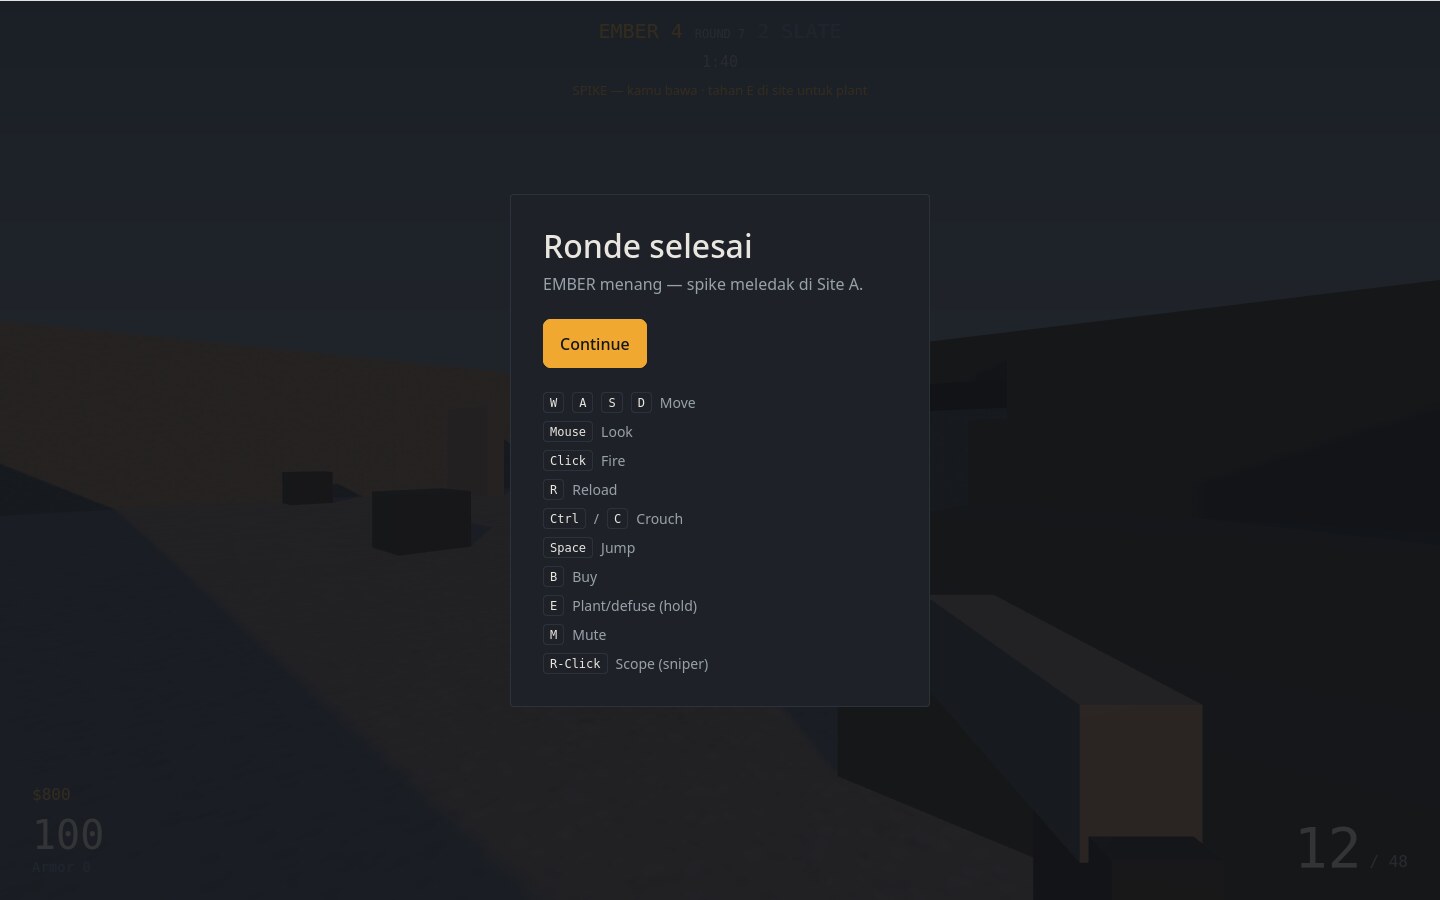 EMBER 4 ROUND 7 2 SLATE
1:40
SPIKE — kamu bawa · tahan E di site untuk plant
Ronde selesai
EMBER menang — spike meledak di Site A.
Continue
W A S D Move
Mouse Look
Click Fire
R Reload
Ctrl / C Crouch
Space Jump
B Buy
E Plant/defuse (hold)
M Mute
R-Click Scope (sniper)
$800
100
Armor 0
12 / 48